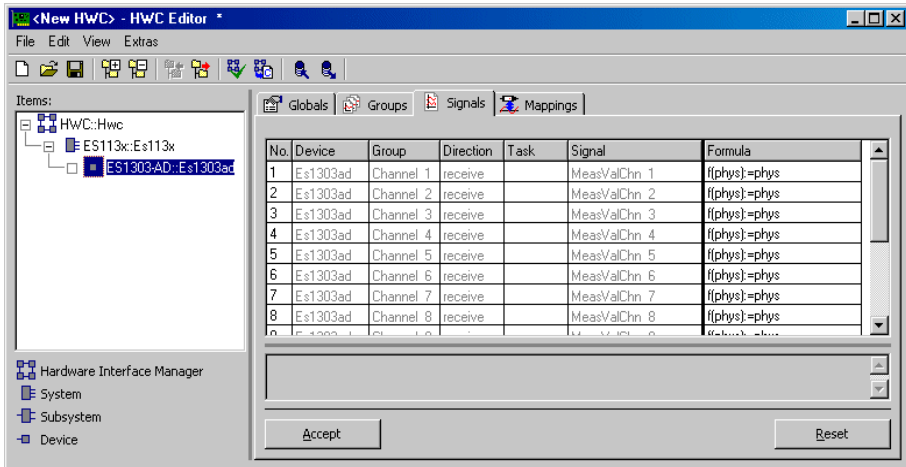 <New HWC> - HWC Editor *
File Edit View Extras
Items:
HWC::Hwc
ES113x::Es113x
ES1303-AD::Es1303ad
Hardware Interface Manager
System
Subsystem
Device
Globals Groups Signals Mappings
No. Device Group Direction Task Signal Formula
1 Es1303ad Channel 1 receive MeasValChn 1 f(phys):=phys
2 Es1303ad Channel 2 receive MeasValChn 2 f(phys):=phys
3 Es1303ad Channel 3 receive MeasValChn 3 f(phys):=phys
4 Es1303ad Channel 4 receive MeasValChn 4 f(phys):=phys
5 Es1303ad Channel 5 receive MeasValChn 5 f(phys):=phys
6 Es1303ad Channel 6 receive MeasValChn 6 f(phys):=phys
7 Es1303ad Channel 7 receive MeasValChn 7 f(phys):=phys
8 Es1303ad Channel 8 receive MeasValChn 8 f(phys):=phys
Accept Reset